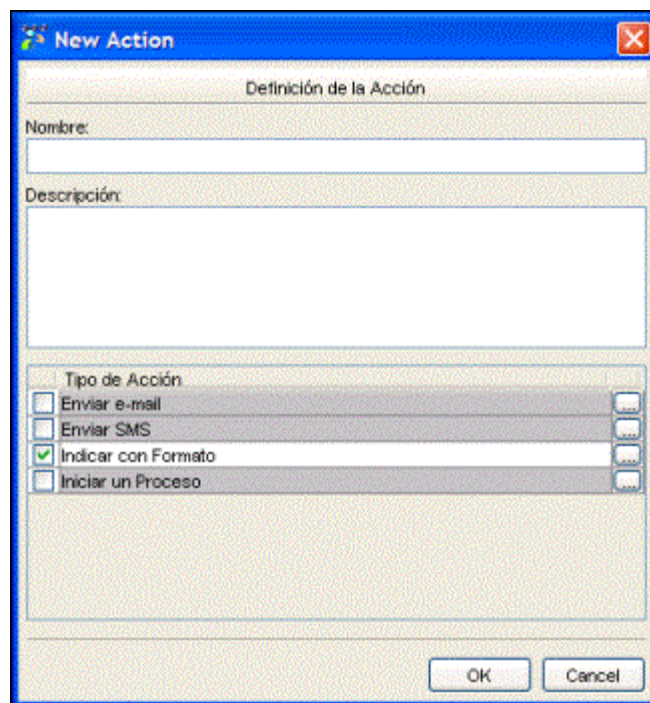 New Action
Definición de la Acción
Nombre:
Descripción:
Tipo de Acción
Enviar e-mail
...
Enviar SMS
...
Indicar con Formato
...
Iniciar un Proceso
...
OK Cancel